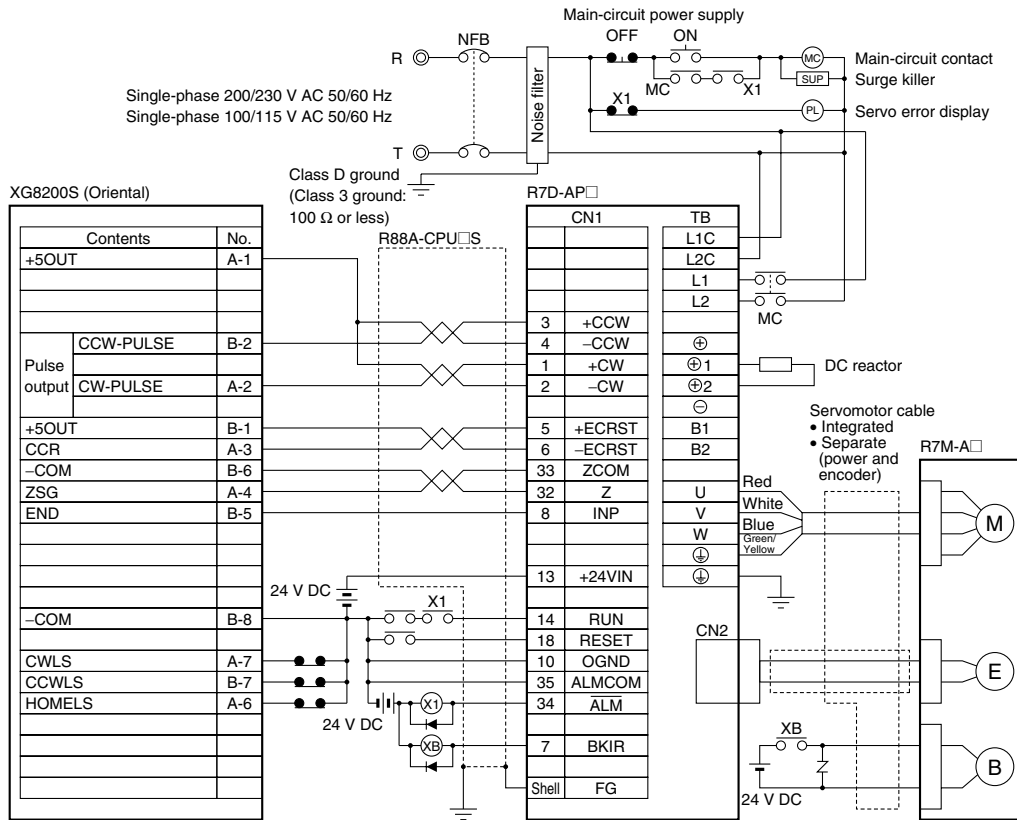 Main-circuit power supply
OFF ON
R NFB
MC Main-circuit contact
SUP Surge killer
MC X1
Noise filter
Single-phase 200/230 V AC 50/60 Hz
Single-phase 100/115 V AC 50/60 Hz
X1
PL Servo error display
T
Class D ground
(Class 3 ground:
100 Ω or less)
XG8200S (Oriental)
R7D-AP□
CN1 TB
Contents No.
R88A-CPU□S
L1C
+5OUT A-1
L2C
L1
L2
MC
3 +CCW
Pulse output
CCW-PULSE B-2
4 −CCW ⊕
1 +CW ⊕1
DC reactor
CW-PULSE A-2
2 −CW ⊕2
⊖
+5OUT B-1
5 +ECRST B1
CCR A-3
6 −ECRST B2
−COM B-6
33 ZCOM
ZSG A-4
32 Z U
END B-5
8 INP V
W
Servomotor cable
• Integrated
• Separate
(power and
encoder)
R7M-A□
Red
White
Blue
Green/
Yellow
M
24 V DC
13 +24VIN
X1
−COM B-8
14 RUN
18 RESET
CN2
CWLS A-7
10 OGND
CCWLS B-7
35 ALMCOM
HOMELS A-6
X1
34 ALM
24 V DC
E
XB
7 BKIR
XB
B
24 V DC
Shell FG